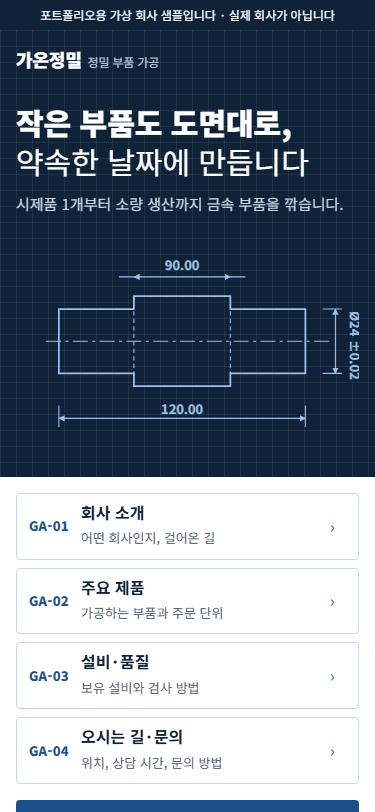 포트폴리오용 가상 회사 샘플입니다 · 실제 회사가 아닙니다
가온정밀 정밀 부품 가공
작은 부품도 도면대로,
약속한 날짜에 만듭니다
시제품 1개부터 소량 생산까지 금속 부품을 깎습니다.
90.00
Ø24 ±0.02
120.00
GA-01 회사 소개 ›
어떤 회사인지, 걸어온 길
GA-02 주요 제품 ›
가공하는 부품과 주문 단위
GA-03 설비·품질 ›
보유 설비와 검사 방법
GA-04 오시는 길·문의 ›
위치, 상담 시간, 문의 방법